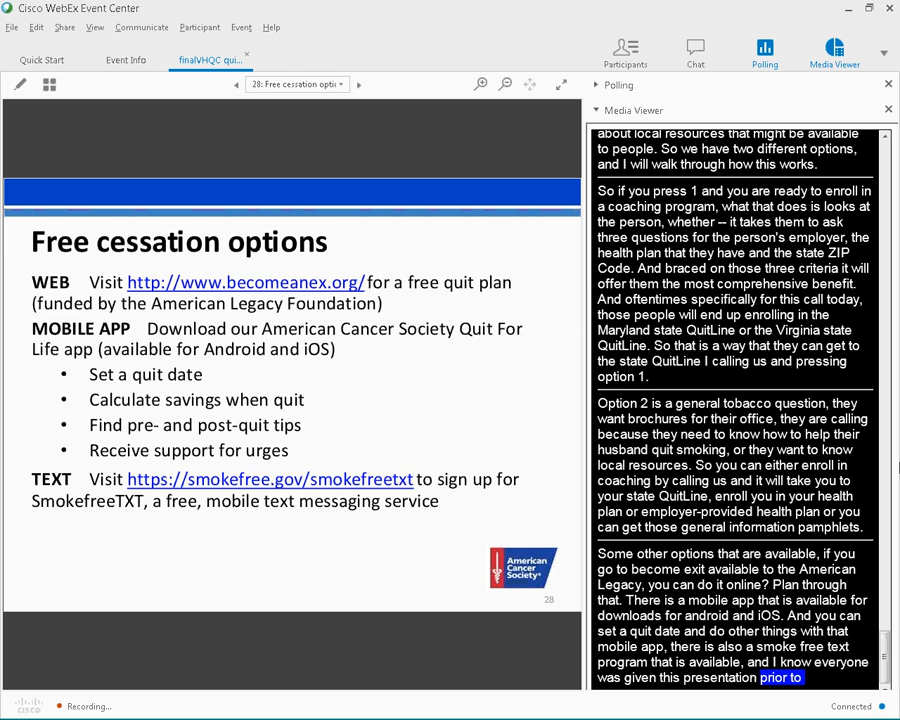 Cisco WebEx Event Center
File Edit Share View Communicate Participant Event Help
Quick Start Event Info finalVHQC qui... Participants Chat Polling Media Viewer
28: Free cessation optic
Polling
Media Viewer
Free cessation options
WEB Visit http://www.becomeanex.org/ for a free quit plan
(funded by the American Legacy Foundation)
MOBILE APP Download our American Cancer Society Quit For
Life app (available for Android and iOS)
• Set a quit date
• Calculate savings when quit
• Find pre- and post-quit tips
• Receive support for urges
TEXT Visit https://smokefree.gov/smokefreetxt to sign up for
SmokefreeTXT, a free, mobile text messaging service
American
Cancer
Society®
28
about local resources that might be available
to people. So we have two different options,
and I will walk through how this works.
So if you press 1 and you are ready to enroll in
a coaching program, what that does is looks at
the person, whether -- it takes them to ask
three questions for the person's employer, the
health plan that they have and the state ZIP
Code. And braced on those three criteria it will
offer them the most comprehensive benefit.
And oftentimes specifically for this call today,
those people will end up enrolling in the
Maryland state QuitLine or the Virginia state
QuitLine. So that is a way that they can get to
the state QuitLine I calling us and pressing
option 1.
Option 2 is a general tobacco question, they
want brochures for their office, they are calling
because they need to know how to help their
husband quit smoking, or they want to know
local resources. So you can either enroll in
coaching by calling us and it will take you to
your state QuitLine, enroll you in your health
plan or employer-provided health plan or you
can get those general information pamphlets.
Some other options that are available, if you
go to become exit available to the American
Legacy, you can do it online? Plan through
that. There is a mobile app that is available for
downloads for android and iOS. And you can
set a quit date and do other things with that
mobile app, there is also a smoke free text
program that is available, and I know everyone
was given this presentation prior to
cisco Recording... Connected